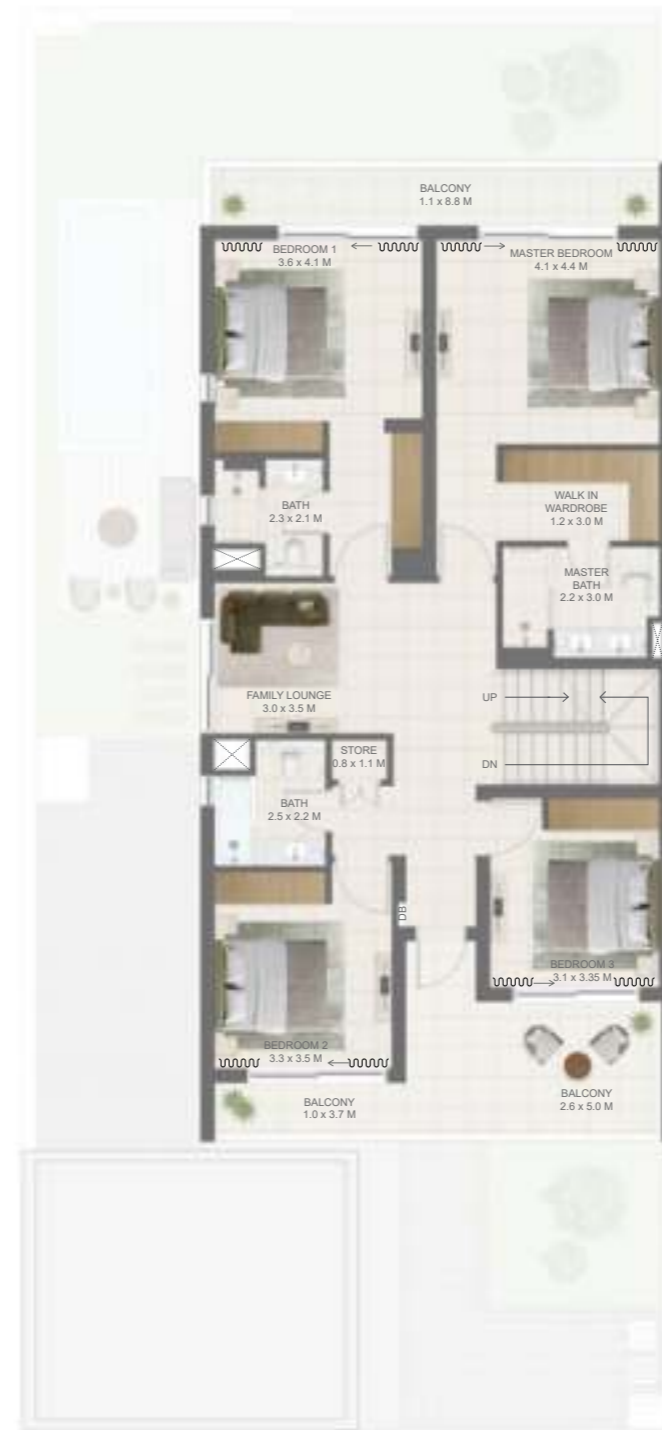 BALCONY
1.1 x 8.8 M
BEDROOM 1
3.6 x 4.1 M
MASTER BEDROOM
4.1 x 4.4 M
BATH
2.3 x 2.1 M
WALK IN
WARDROBE
1.2 x 3.0 M
MASTER
BATH
2.2 x 3.0 M
FAMILY LOUNGE
3.0 x 3.5 M
UP
DN
STORE
0.8 x 1.1 M
BATH
2.5 x 2.2 M
DB
BEDROOM 3
3.1 x 3.35 M
BEDROOM 2
3.3 x 3.5 M
BALCONY
1.0 x 3.7 M
BALCONY
2.6 x 5.0 M